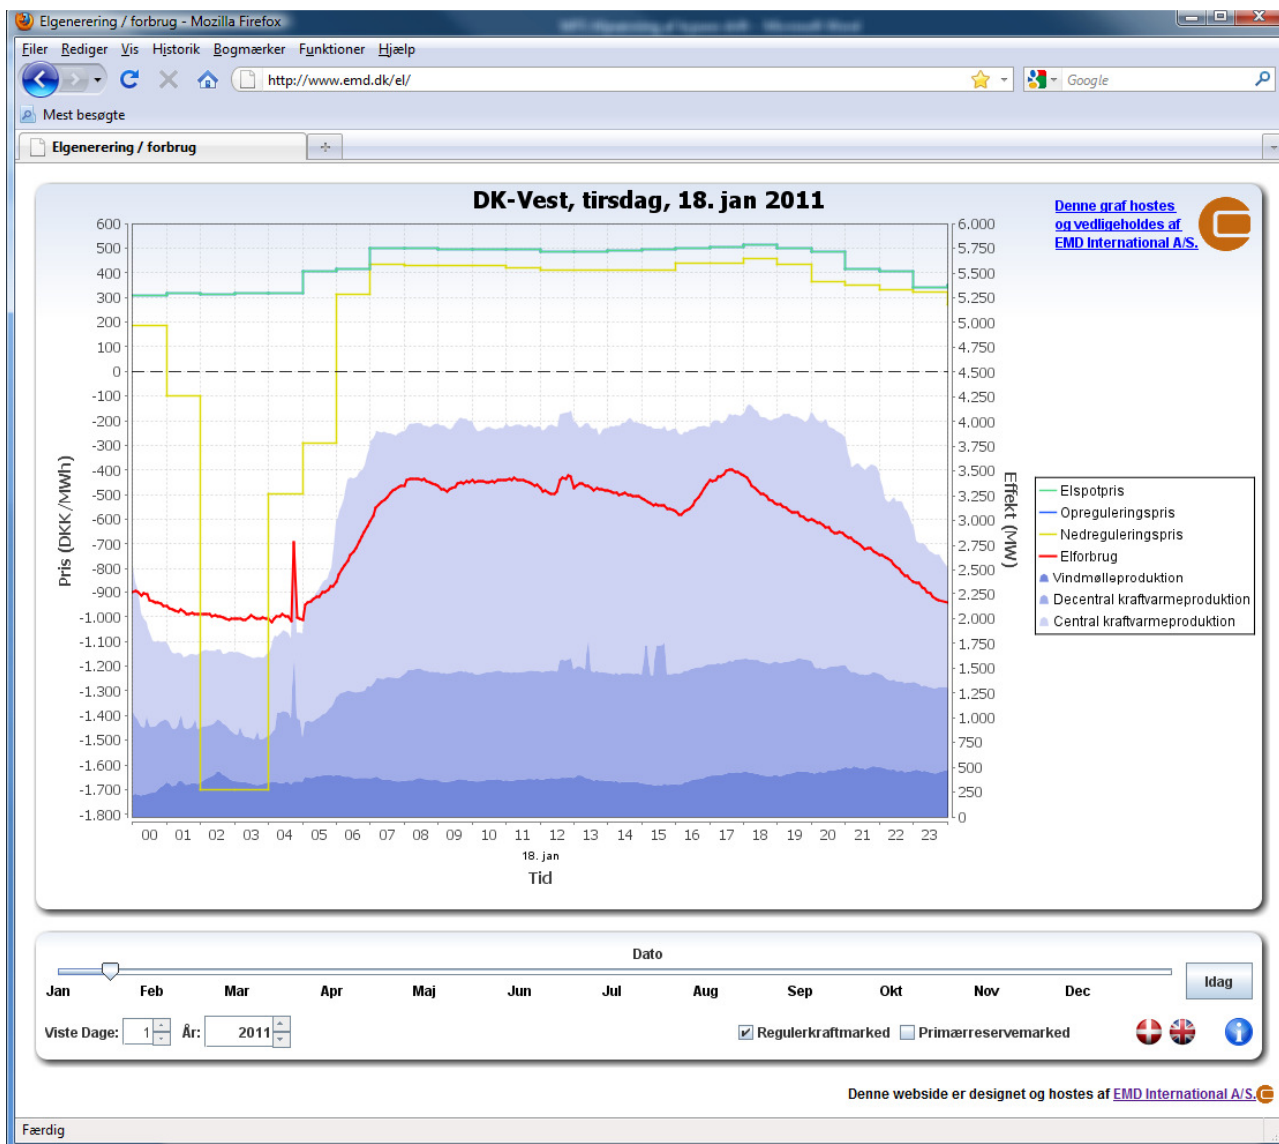 Elgenerering / forbrug - Mozilla Firefox
Filer Rediger Vis Historik Bogmærker Funktioner Hjælp
http://www.emd.dk/el/
Google
Mest besøgte
Elgenerering / forbrug
DK-Vest, tirsdag, 18. jan 2011
Denne graf hostes
og vedligeholdes af
EMD International A/S.
600
500
400
300
200
100
0
-100
-200
-300
-400
-500
-600
-700
-800
-900
-1.000
-1.100
-1.200
-1.300
-1.400
-1.500
-1.600
-1.700
-1.800
Pris (DKK/MWh)
6.000
5.750
5.500
5.250
5.000
4.750
4.500
4.250
4.000
3.750
3.500
3.250
3.000
2.750
2.500
2.250
2.000
1.750
1.500
1.250
1.000
750
500
250
0
Effekt (MW)
Elspotpris
Opreguleringspris
Nedreguleringspris
Elforbrug
Vindmølleproduktion
Decentral kraftvarmeproduktion
Central kraftvarmeproduktion
00 01 02 03 04 05 06 07 08 09 10 11 12 13 14 15 16 17 18 19 20 21 22 23
18. jan
Tid
Dato
Jan Feb Mar Apr Maj Jun Jul Aug Sep Okt Nov Dec
Idag
Viste Dage: 1 År: 2011 Regulerkraftmarked Primærreservemarked
Denne webside er designet og hostes af EMD International A/S.
Færdig